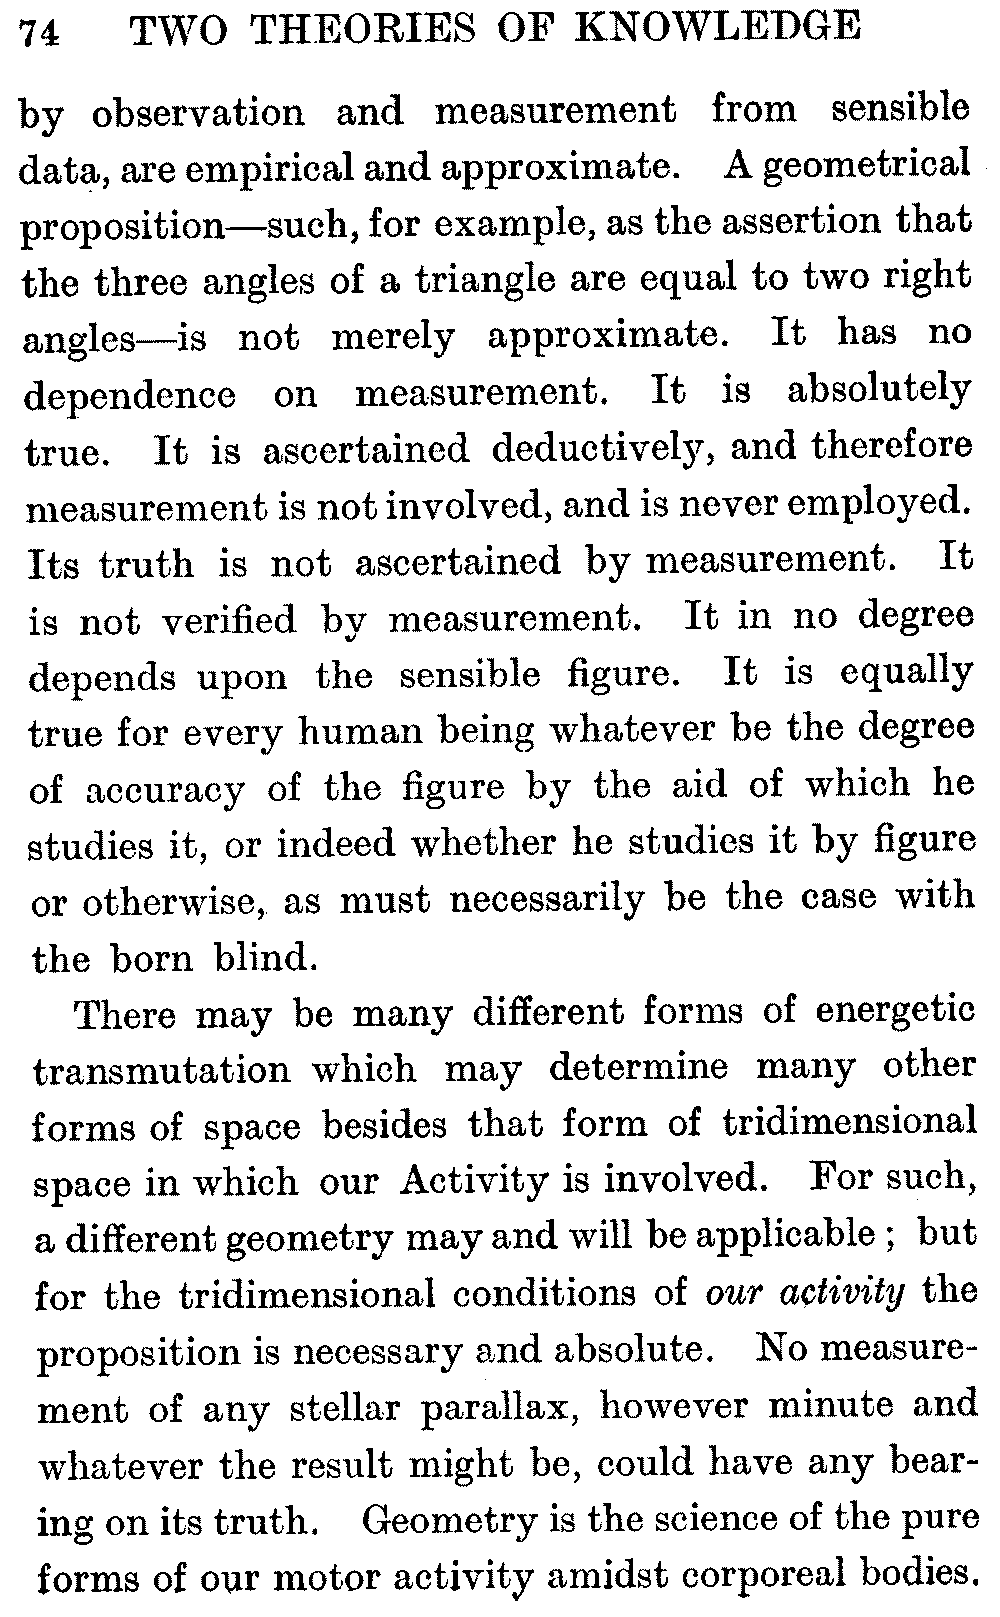 74 TWO THEORIES OF KNOWLEDGE
by observation and measurement from sensible
data, are empirical and approximate. A geometrical
proposition—such, for example, as the assertion that
the three angles of a triangle are equal to two right
angles—is not merely approximate. It has no
dependence on measurement. It is absolutely
true. It is ascertained deductively, and therefore
measurement is not involved, and is never employed.
Its truth is not ascertained by measurement. It
is not verified by measurement. It in no degree
depends upon the sensible figure. It is equally
true for every human being whatever be the degree
of accuracy of the figure by the aid of which he
studies it, or indeed whether he studies it by figure
or otherwise, as must necessarily be the case with
the born blind.
There may be many different forms of energetic
transmutation which may determine many other
forms of space besides that form of tridimensional
space in which our Activity is involved. For such,
a different geometry may and will be applicable ; but
for the tridimensional conditions of our activity the
proposition is necessary and absolute. No measure-
ment of any stellar parallax, however minute and
whatever the result might be, could have any bear-
ing on its truth. Geometry is the science of the pure
forms of our motor activity amidst corporeal bodies.